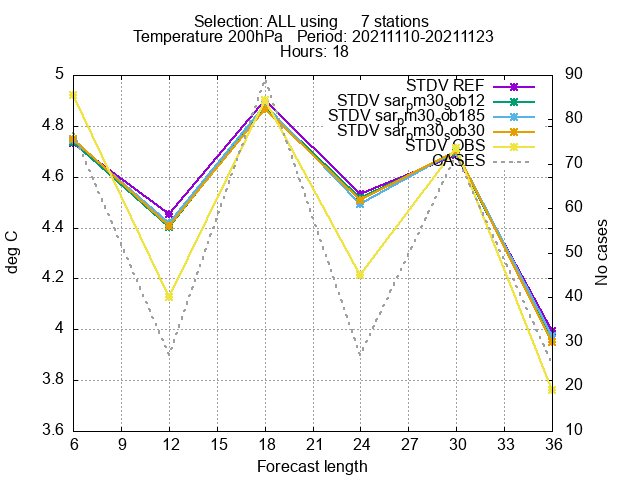 Selection: ALL using     7 stations
Temperature 200hPa   Period: 20211110-20211123
Hours: 18
5
4.8
4.6
4.4
4.2
4
3.8
3.6
deg C
STDV REF
STDV sar_pm30_sob12
STDV sar_pm30_sob185
STDV sar_pm30_sob30
STDV OBS
CASES
90
80
70
60
50
40
30
20
10
No cases
6 9 12 15 18 21 24 27 30 33 36
Forecast length